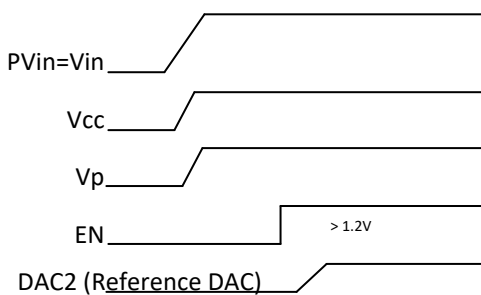 PVin=Vin
Vcc
Vp
EN
> 1.2V
DAC2 (Reference DAC)